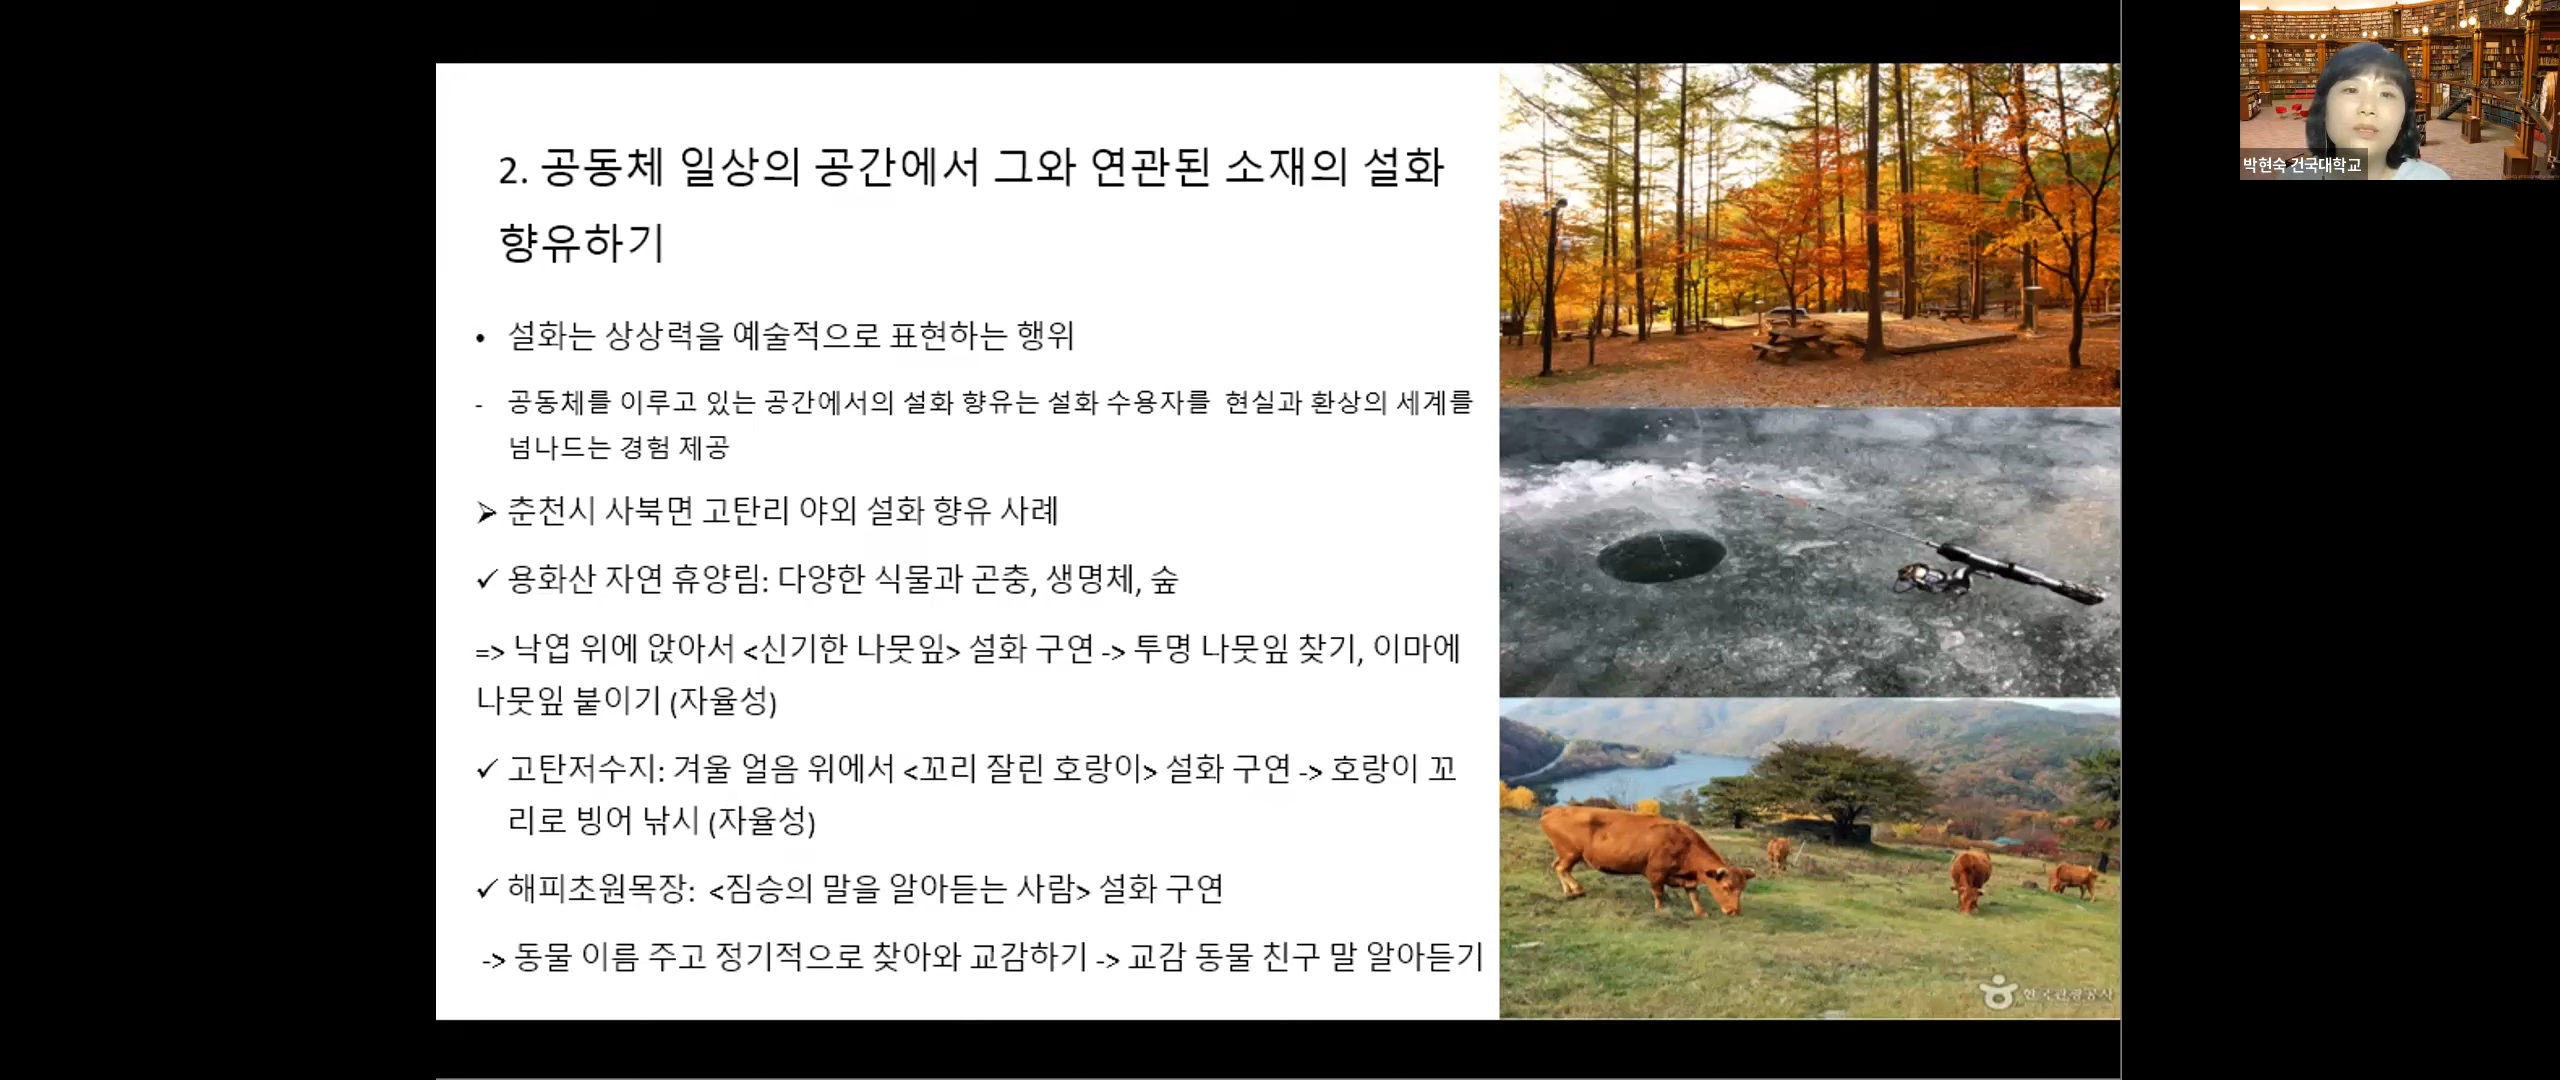 2. 공동체 일상의 공간에서 그와 연관된 소재의 설화
향유하기
• 설화는 상상력을 예술적으로 표현하는 행위
- 공동체를 이루고 있는 공간에서의 설화 향유는 설화 수용자를 현실과 환상의 세계를
넘나드는 경험 제공
➢ 춘천시 사북면 고탄리 야외 설화 향유 사례
✓ 용화산 자연 휴양림: 다양한 식물과 곤충, 생명체, 숲
=> 낙엽 위에 앉아서 <신기한 나뭇잎> 설화 구연 -> 투명 나뭇잎 찾기, 이마에
나뭇잎 붙이기 (자율성)
✓ 고탄저수지: 겨울 얼음 위에서 <꼬리 잘린 호랑이> 설화 구연 -> 호랑이 꼬
리로 빙어 낚시 (자율성)
✓ 해피초원목장: <짐승의 말을 알아듣는 사람> 설화 구연
-> 동물 이름 주고 정기적으로 찾아와 교감하기 -> 교감 동물 친구 말 알아듣기
한국관광공사
박현숙 건국대학교